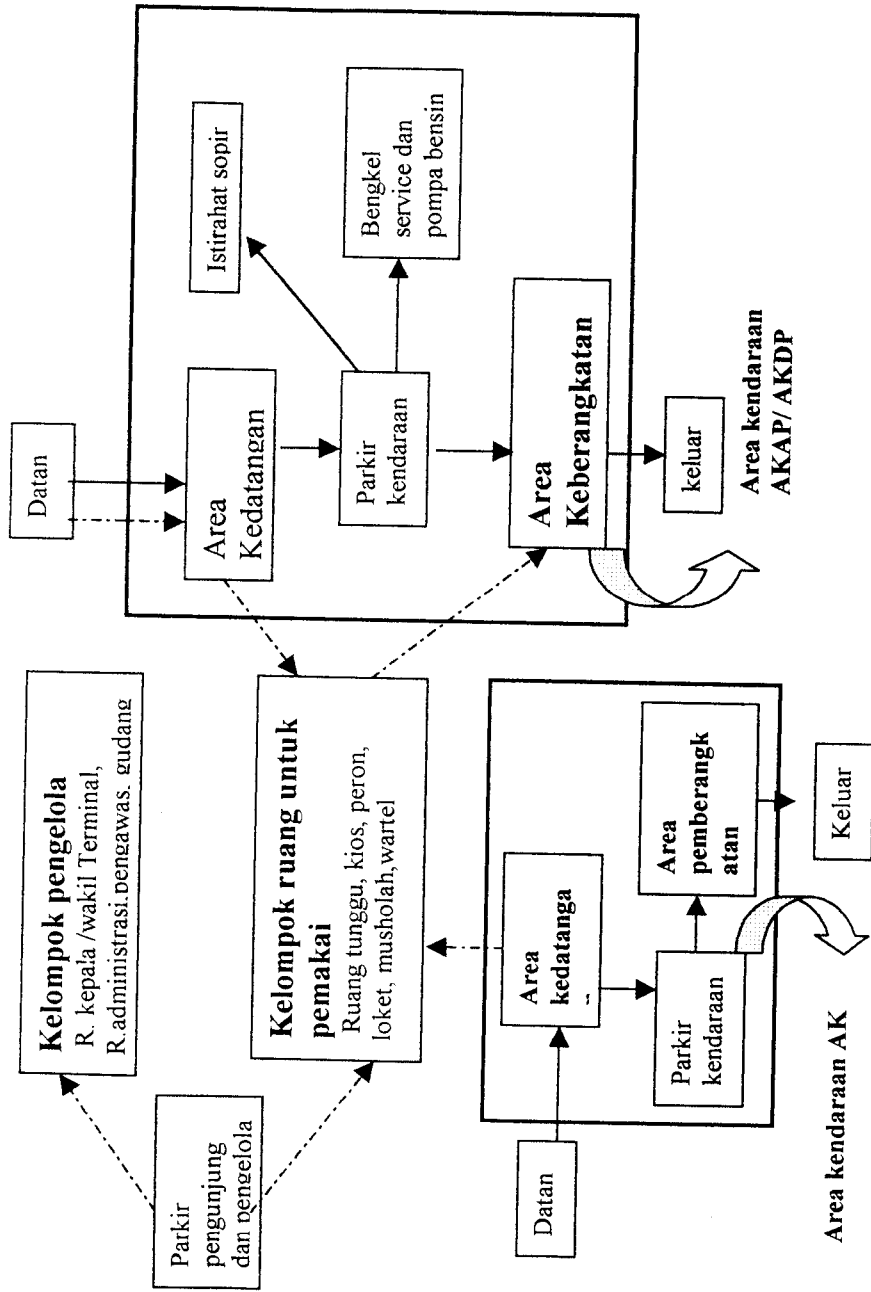 Parkir
pengunjung
dan pengelola
Kelompok pengelola
R. kepala /wakil Terminal,
R.administrasi,pengawas, gudang
Datan
Area
Kedatangan
Istirahat sopir
Parkir
kendaraan
Bengkel
service dan
pompa bensin
Area
Keberangkatan
keluar
Area kendaraan
AKAP/ AKDP
Kelompok ruang untuk
pemakai
Ruang tunggu, kios, peron,
loket, musholah,wartel
Datan
Area
kedatanga
Parkir
kendaraan
Area
pemberangk
atan
Keluar
Area kendaraan AK